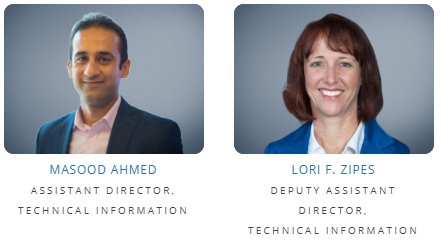 MASOOD AHMED
ASSISTANT DIRECTOR,
TECHNICAL INFORMATION
LORI F. ZIPES
DEPUTY ASSISTANT
DIRECTOR,
TECHNICAL INFORMATION